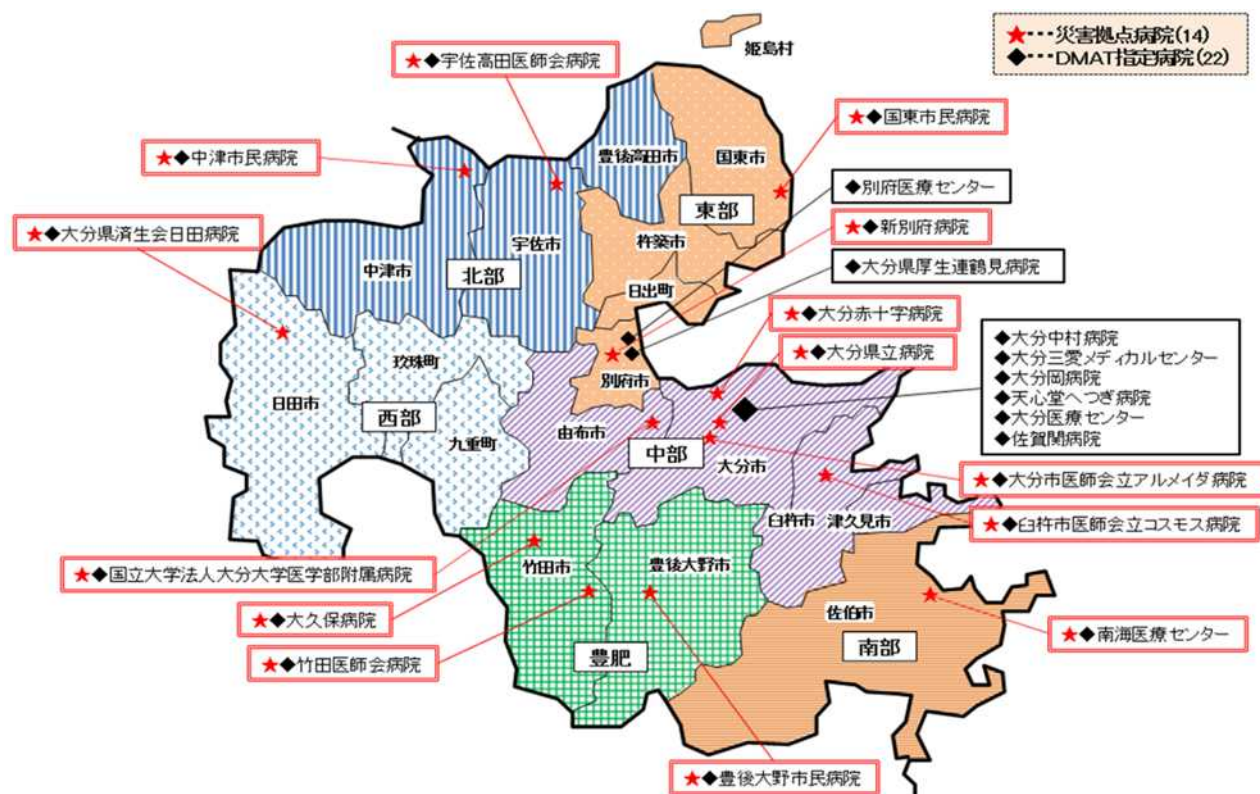 ★･･･災害拠点病院(14)
◆･･･DMAT指定病院(22)
姫島村
★◆宇佐高田医師会病院
★◆国東市民病院
★◆中津市民病院
豊後高田市
国東市
◆別府医療センター
東部
★◆新別府病院
★◆大分県済生会日田病院
宇佐市
杵築市
中津市
北部
◆大分県厚生連鶴見病院
日出町
★◆大分赤十字病院
★◆大分県立病院
玖珠町
別府市
◆大分中村病院
◆大分三愛メディカルセンター
◆大分岡病院
◆天心堂へつぎ病院
◆大分医療センター
◆佐賀関病院
日田市
西部
九重町
由布市
中部
大分市
★◆大分市医師会立アルメイダ病院
臼杵市
津久見市
★◆臼杵市医師会立コスモス病院
★◆国立大学法人大分大学医学部附属病院
竹田市
豊後大野市
★◆大久保病院
佐伯市
★◆南海医療センター
★◆竹田医師会病院
豊肥
南部
★◆豊後大野市民病院